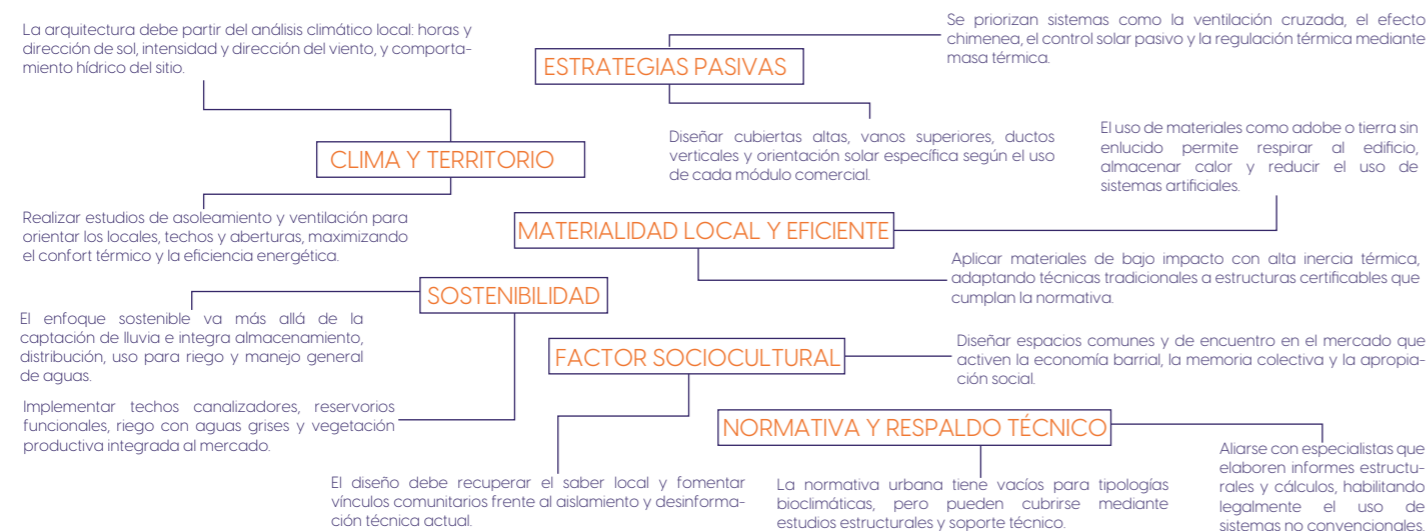 La arquitectura debe partir del análisis climático local: horas y
dirección de sol, intensidad y dirección del viento, y comporta-
miento hídrico del sitio.
CLIMA Y TERRITORIO
Realizar estudios de asoleamiento y ventilación para
orientar los locales, techos y aberturas, maximizando
el confort térmico y la eficiencia energética.
Se priorizan sistemas como la ventilación cruzada, el efecto
chimenea, el control solar pasivo y la regulación térmica mediante
masa térmica.
ESTRATEGIAS PASIVAS
Diseñar cubiertas altas, vanos superiores, ductos
verticales y orientación solar específica según el uso
de cada módulo comercial.
El uso de materiales como adobe o tierra sin
enlucido permite respirar al edificio,
almacenar calor y reducir el uso de
sistemas artificiales.
MATERIALIDAD LOCAL Y EFICIENTE
Aplicar materiales de bajo impacto con alta inercia térmica,
adaptando técnicas tradicionales a estructuras certificables que
cumplan la normativa.
SOSTENIBILIDAD
El enfoque sostenible va más allá de la
captación de lluvia e integra almacenamiento,
distribución, uso para riego y manejo general
de aguas.
Implementar techos canalizadores, reservorios
funcionales, riego con aguas grises y vegetación
productiva integrada al mercado.
FACTOR SOCIOCULTURAL
Diseñar espacios comunes y de encuentro en el mercado que
activen la economía barrial, la memoria colectiva y la apropia-
ción social.
El diseño debe recuperar el saber local y fomentar
vínculos comunitarios frente al aislamiento y desinforma-
ción técnica actual.
NORMATIVA Y RESPALDO TÉCNICO
La normativa urbana tiene vacíos para tipologías
bioclimáticas, pero pueden cubrirse mediante
estudios estructurales y soporte técnico.
Aliarse con especialistas que
elaboren informes estructu-
rales y cálculos, habilitando
legalmente el uso de
sistemas no convencionales